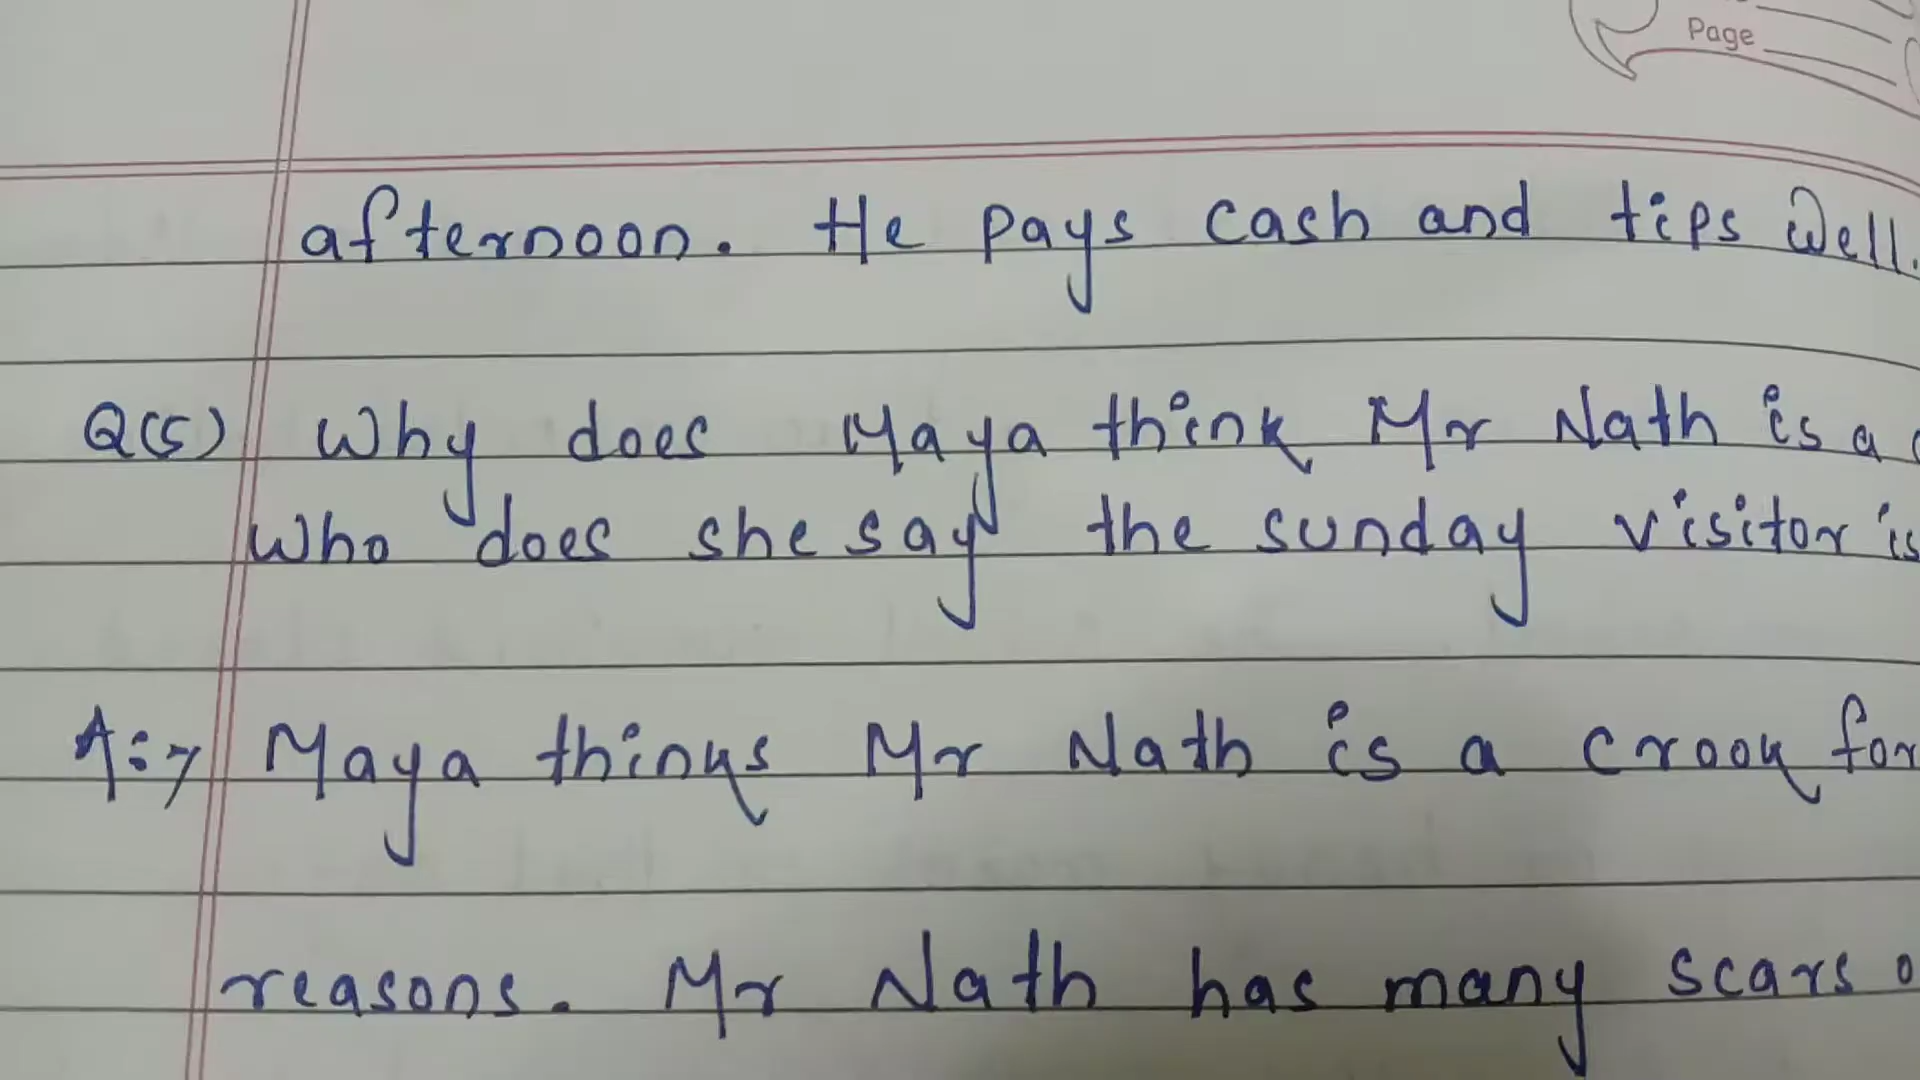 Page
afternoon. He pays cash and tips well.
Q(5) Why does Maya think Mr Nath is a
who does she say the sunday visitor is
A:7 Maya thinks Mr Nath is a crook for
reasons. Mr Nath has many scars